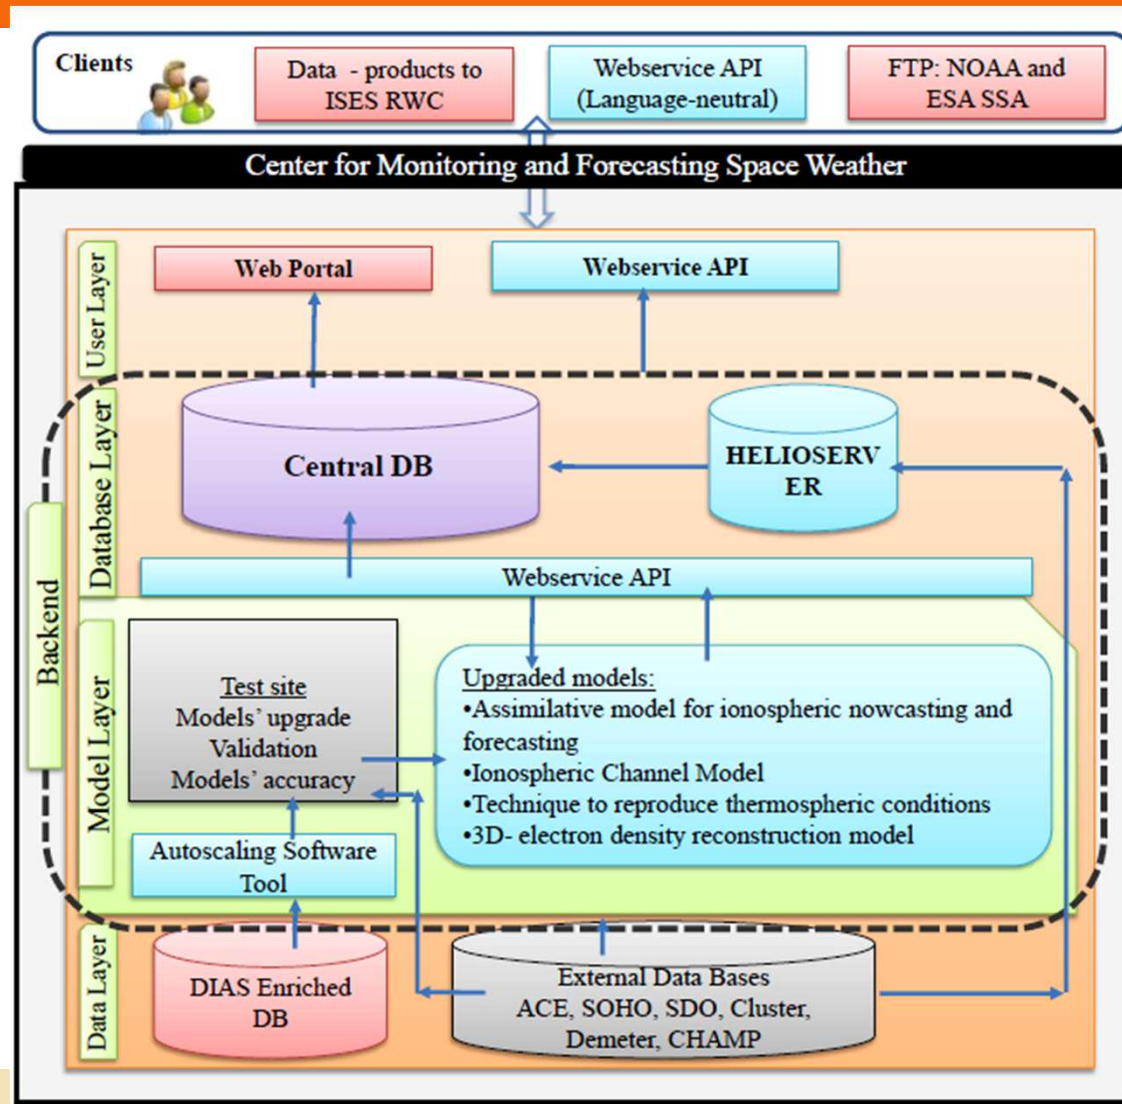 Clients
Data - products to
ISES RWC
Webservice API
(Language-neutral)
FTP: NOAA and
ESA SSA
Center for Monitoring and Forecasting Space Weather
User Layer
Web Portal
Webservice API
Backend
Database Layer
Central DB
HELIOSERV
ER
Webservice API
Model Layer
Test site
Models' upgrade
Validation
Models' accuracy
Upgraded models:
•Assimilative model for ionospheric nowcasting and
forecasting
•Ionospheric Channel Model
•Technique to reproduce thermospheric conditions
•3D- electron density reconstruction model
Autoscaling Software
Tool
Data Layer
DIAS Enriched
DB
External Data Bases
ACE, SOHO, SDO, Cluster,
Demeter, CHAMP